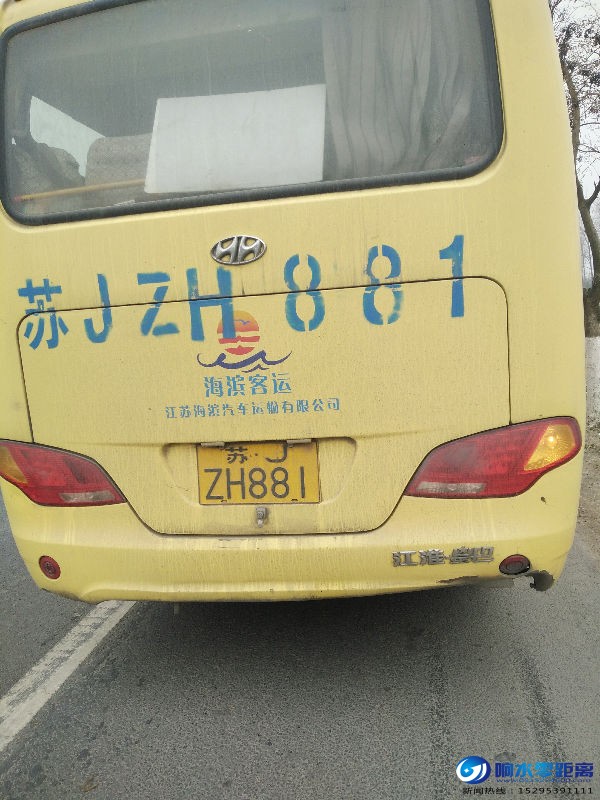 苏JZH 881
海滨客运
江苏海滨汽车运输有限公司
苏·J
ZH881
江淮·
响水零距离
新闻热线：15295391111